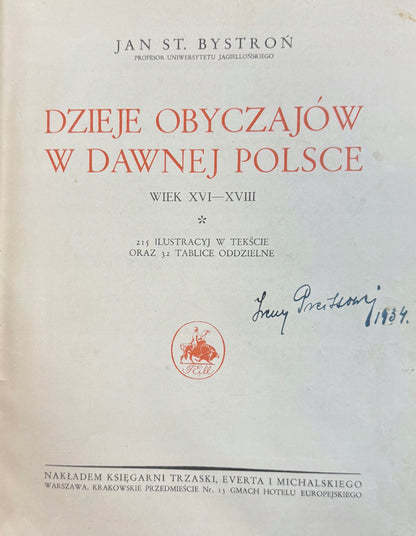 JAN ST. BYSTROŃ
PROFESOR UNIWERSYTETU JAGIELLOŃSKIEGO
DZIEJE OBYCZAJÓW
W DAWNEJ POLSCE
WIEK XVI—XVIII
*
215 ILUSTRACYJ W TEKŚCIE
ORAZ 32 TABLICE ODDZIELNE
1934.
NAKŁADEM KSIĘGARNI TRZASKI, EVERTA I MICHALSKIEGO
WARSZAWA, KRAKOWSKIE PRZEDMIEŚCIE Nr. 13 GMACH HOTELU EUROPEJSKIEGO